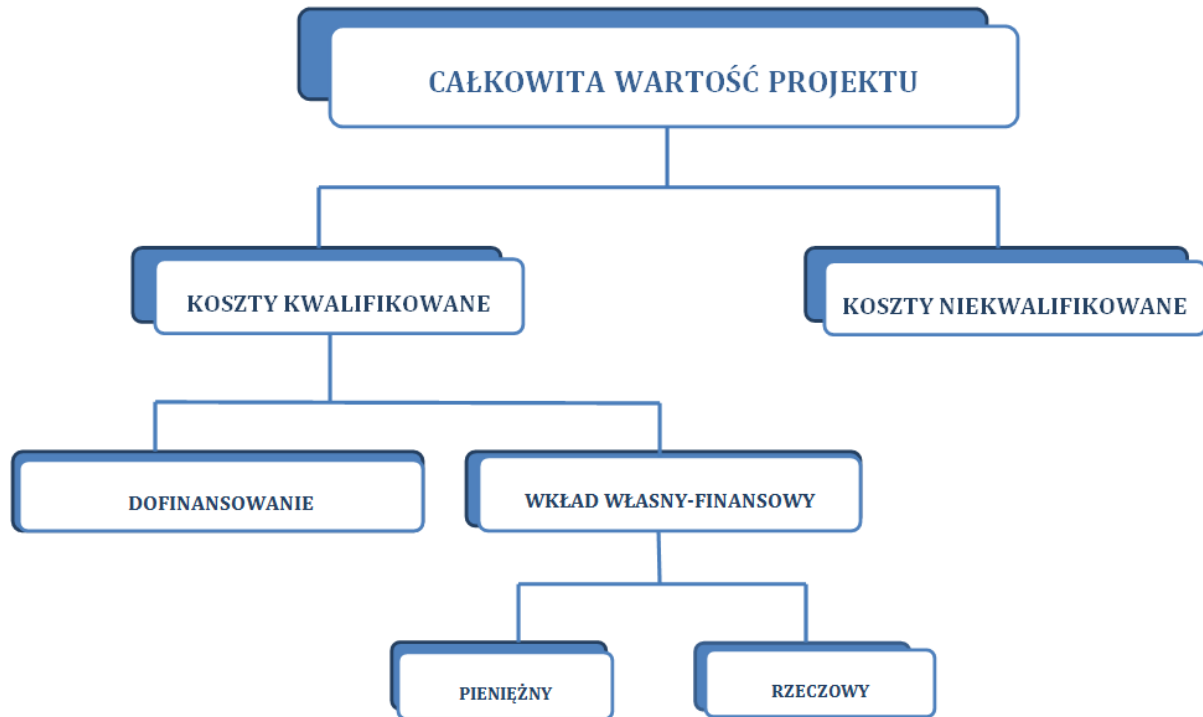 CAŁKOWITA WARTOŚĆ PROJEKTU
KOSZTY KWALIFIKOWANE
KOSZTY NIEKWALIFIKOWANE
DOFINANSOWANIE
WKŁAD WŁASNY-FINANSOWY
PIENIĘŻNY
RZECZOWY